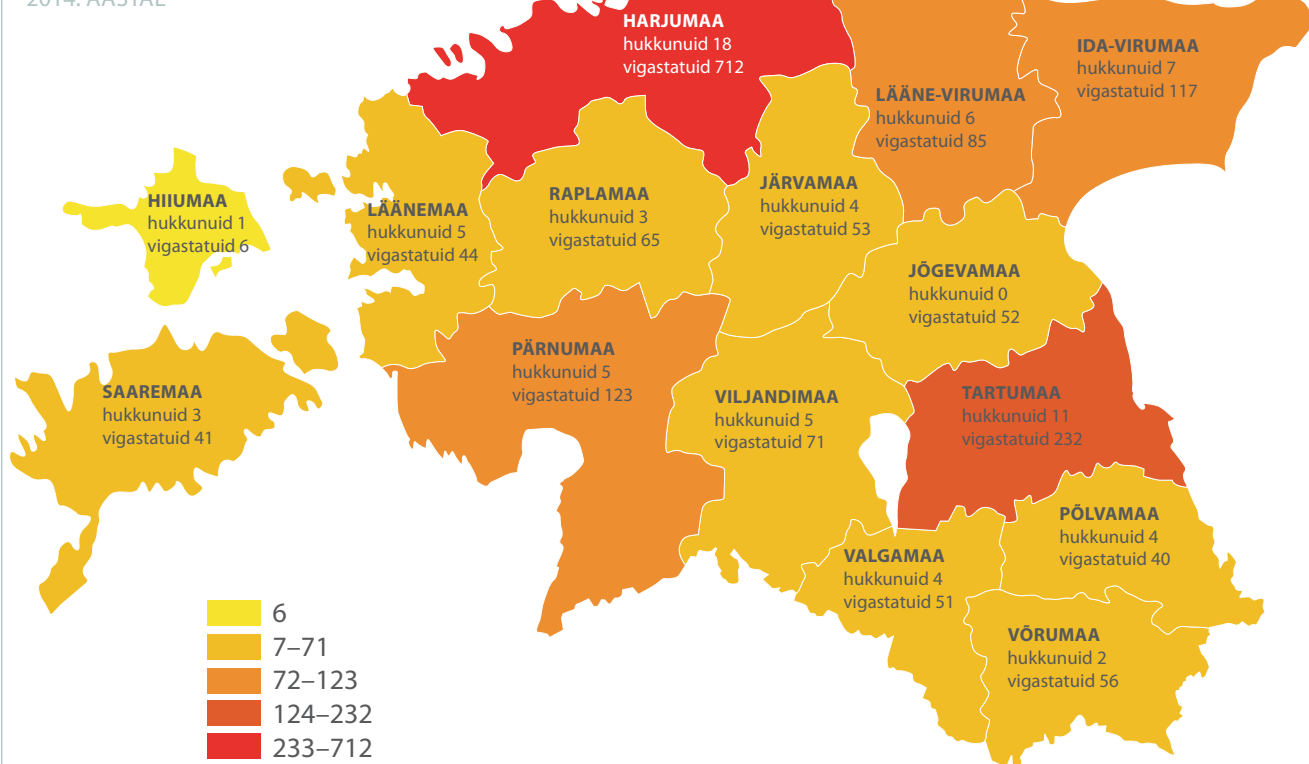 2014. AASTAL
HARJUMAA
hukkunuid 18
vigastatuid 712
IDA-VIRUMAA
hukkunuid 7
vigastatuid 117
LÄÄNE-VIRUMAA
hukkunuid 6
vigastatuid 85
HIIUMAA
hukkunuid 1
vigastatuid 6
LÄÄNEMAA
hukkunuid 5
vigastatuid 44
RAPLAMAA
hukkunuid 3
vigastatuid 65
JÄRVAMAA
hukkunuid 4
vigastatuid 53
JÕGEVAMAA
hukkunuid 0
vigastatuid 52
SAAREMAA
hukkunuid 3
vigastatuid 41
PÄRNUMAA
hukkunuid 5
vigastatuid 123
VILJANDIMAA
hukkunuid 5
vigastatuid 71
TARTUMAA
hukkunuid 11
vigastatuid 232
PÕLVAMAA
hukkunuid 4
vigastatuid 40
VALGAMAA
hukkunuid 4
vigastatuid 51
VÕRUMAA
hukkunuid 2
vigastatuid 56
6
7–71
72–123
124–232
233–712